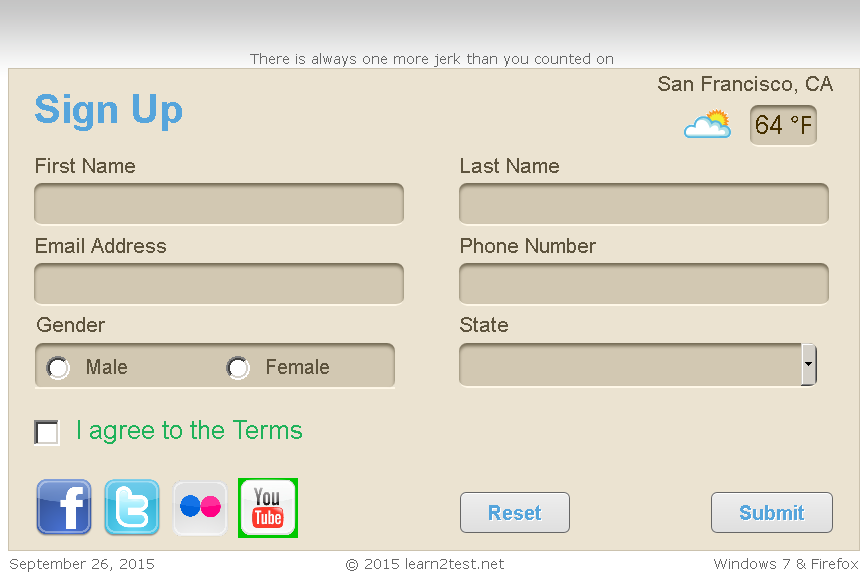 There is always one more jerk than you counted on
San Francisco, CA
Sign Up
64 °F
First Name
Last Name
Email Address
Phone Number
Gender
State
Male
Female
I agree to the Terms
f
t
You
Tube
Reset
Submit
September 26, 2015
© 2015 learn2test.net
Windows 7 & Firefox